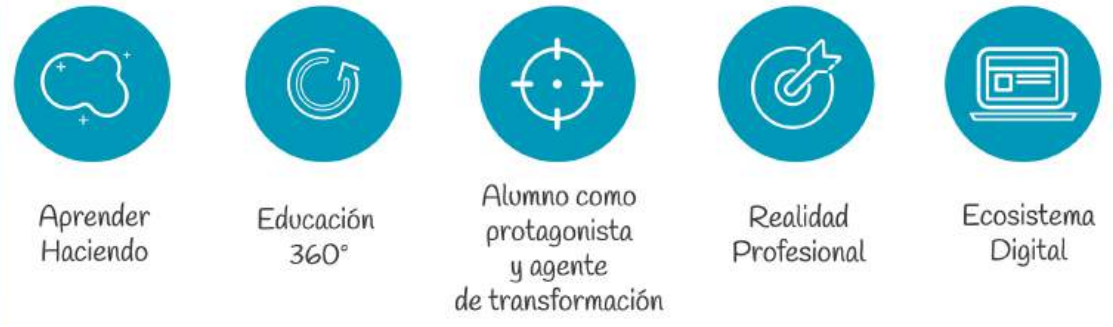 Aprender
Haciendo
Educación
360°
Alumno como
protagonista
y agente
de transformación
Realidad
Profesional
Ecosistema
Digital